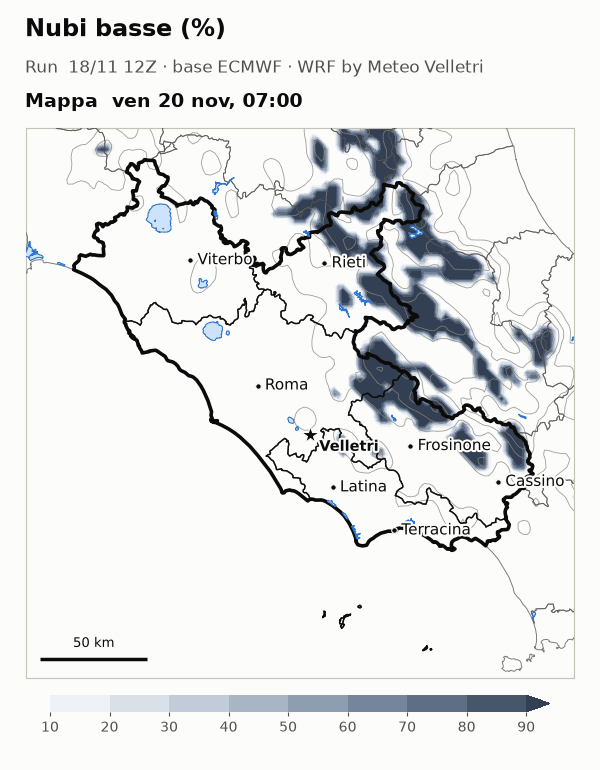 Nubi basse (%)
Run  18/11 12Z · base ECMWF · WRF by Meteo Velletri
Mappa  ven 20 nov, 07:00
Viterbo
Rieti
Roma
Velletri
Frosinone
Latina
Cassino
Terracina
50 km
10 20 30 40 50 60 70 80 90